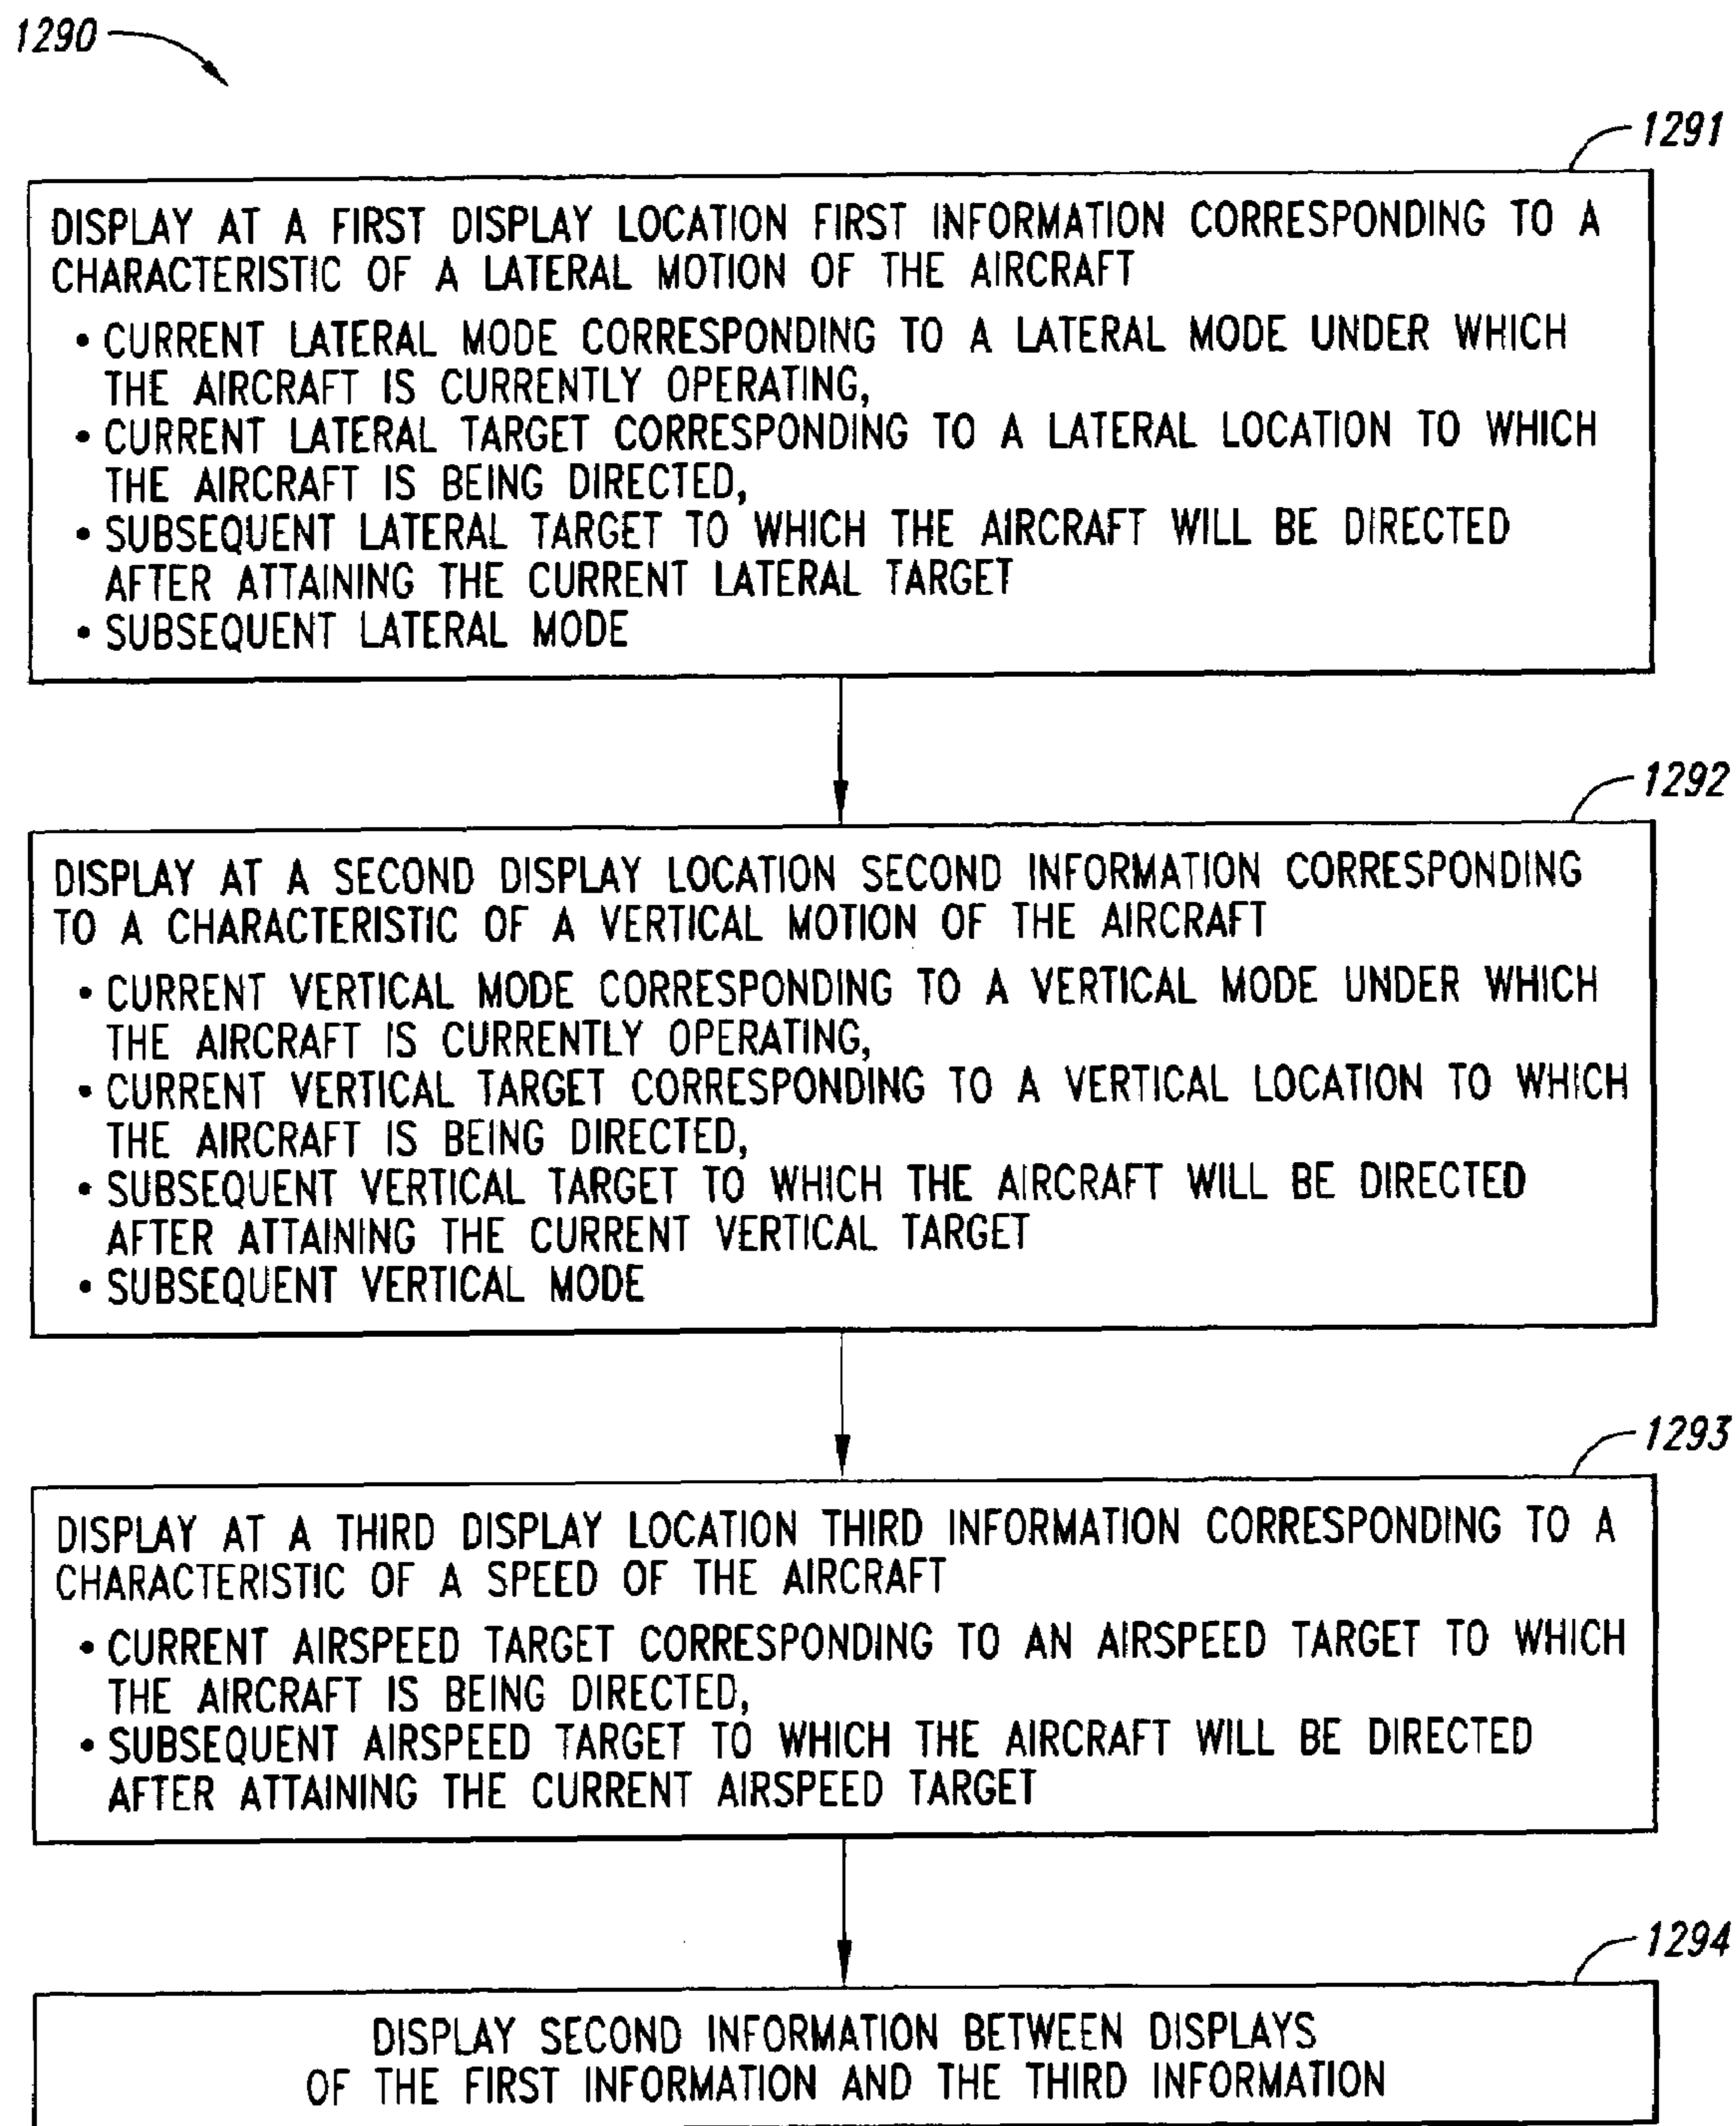 1290
1291
DISPLAY AT A FIRST DISPLAY LOCATION FIRST INFORMATION CORRESPONDING TO A
CHARACTERISTIC OF A LATERAL MOTION OF THE AIRCRAFT
• CURRENT LATERAL MODE CORRESPONDING TO A LATERAL MODE UNDER WHICH
THE AIRCRAFT IS CURRENTLY OPERATING,
• CURRENT LATERAL TARGET CORRESPONDING TO A LATERAL LOCATION TO WHICH
THE AIRCRAFT IS BEING DIRECTED,
• SUBSEQUENT LATERAL TARGET TO WHICH THE AIRCRAFT WILL BE DIRECTED
AFTER ATTAINING THE CURRENT LATERAL TARGET
• SUBSEQUENT LATERAL MODE
1292
DISPLAY AT A SECOND DISPLAY LOCATION SECOND INFORMATION CORRESPONDING
TO A CHARACTERISTIC OF A VERTICAL MOTION OF THE AIRCRAFT
• CURRENT VERTICAL MODE CORRESPONDING TO A VERTICAL MODE UNDER WHICH
THE AIRCRAFT IS CURRENTLY OPERATING,
• CURRENT VERTICAL TARGET CORRESPONDING TO A VERTICAL LOCATION TO WHICH
THE AIRCRAFT IS BEING DIRECTED,
• SUBSEQUENT VERTICAL TARGET TO WHICH THE AIRCRAFT WILL BE DIRECTED
AFTER ATTAINING THE CURRENT VERTICAL TARGET
• SUBSEQUENT VERTICAL MODE
1293
DISPLAY AT A THIRD DISPLAY LOCATION THIRD INFORMATION CORRESPONDING TO A
CHARACTERISTIC OF A SPEED OF THE AIRCRAFT
• CURRENT AIRSPEED TARGET CORRESPONDING TO AN AIRSPEED TARGET TO WHICH
THE AIRCRAFT IS BEING DIRECTED,
• SUBSEQUENT AIRSPEED TARGET TO WHICH THE AIRCRAFT WILL BE DIRECTED
AFTER ATTAINING THE CURRENT AIRSPEED TARGET
1294
DISPLAY SECOND INFORMATION BETWEEN DISPLAYS
OF THE FIRST INFORMATION AND THE THIRD INFORMATION